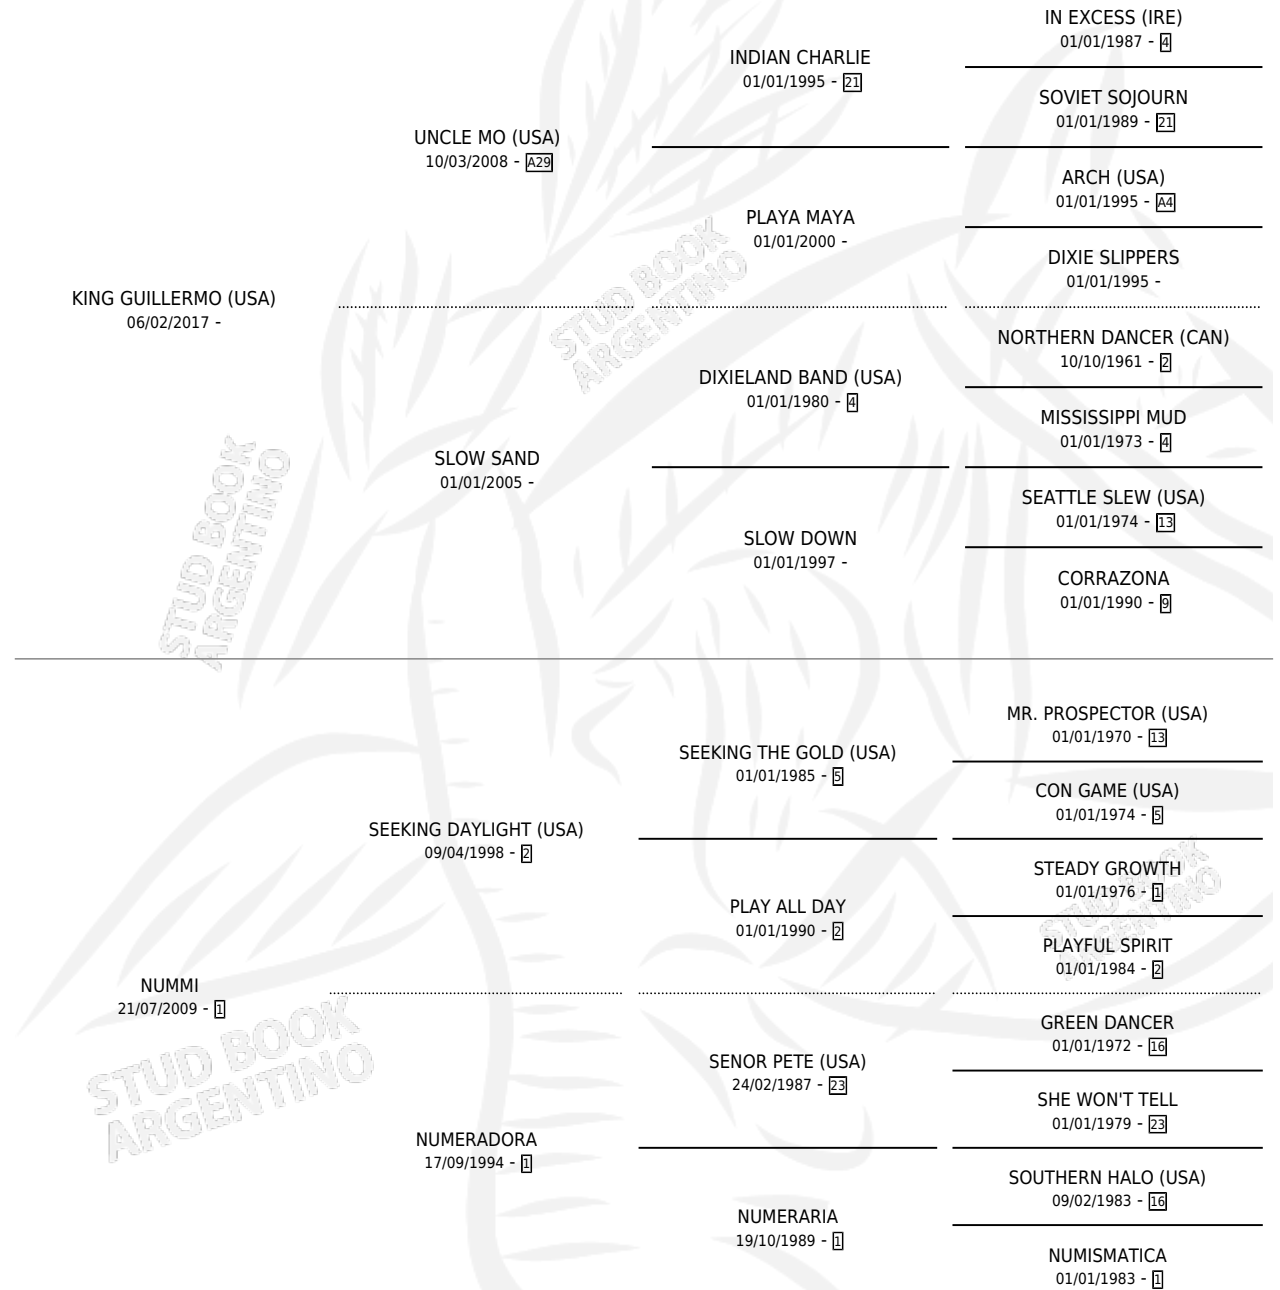 IN EXCESS (IRE)
01/01/1987 - 4
INDIAN CHARLIE
01/01/1995 - 21
SOVIET SOJOURN
01/01/1989 - 21
UNCLE MO (USA)
10/03/2008 - A29
ARCH (USA)
01/01/1995 - A4
PLAYA MAYA
01/01/2000 -
DIXIE SLIPPERS
01/01/1995 -
KING GUILLERMO (USA)
06/02/2017 -
NORTHERN DANCER (CAN)
10/10/1961 - 2
DIXIELAND BAND (USA)
01/01/1980 - 4
MISSISSIPPI MUD
01/01/1973 - 4
SLOW SAND
01/01/2005 -
SEATTLE SLEW (USA)
01/01/1974 - 13
SLOW DOWN
01/01/1997 -
CORRAZONA
01/01/1990 - 9
MR. PROSPECTOR (USA)
01/01/1970 - 13
SEEKING THE GOLD (USA)
01/01/1985 - 5
CON GAME (USA)
01/01/1974 - 5
SEEKING DAYLIGHT (USA)
09/04/1998 - 2
STEADY GROWTH
01/01/1976 - 1
PLAY ALL DAY
01/01/1990 - 2
PLAYFUL SPIRIT
01/01/1984 - 2
NUMMI
21/07/2009 - 1
GREEN DANCER
01/01/1972 - 16
SENOR PETE (USA)
24/02/1987 - 23
SHE WON'T TELL
01/01/1979 - 23
NUMERADORA
17/09/1994 - 1
SOUTHERN HALO (USA)
09/02/1983 - 16
NUMERARIA
19/10/1989 - 1
NUMISMATICA
01/01/1983 - 1
STUD BOOK
ARGENTINO
STUD BOOK
ARGENTINO
STUD BOOK
ARGENTINO
STUD BOOK
ARGENTINO